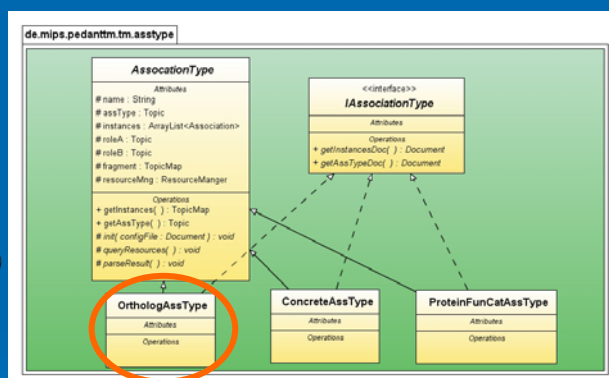 de.mips.pedanttm.tm.asstype
AssocationType
Attributes
# name : String
# assType : Topic
# instances : ArrayList<Association>
# roleA : Topic
# roleB : Topic
# fragment : TopicMap
# resourceMng : ResourceManger
Operations
+ getInstances( ) : TopicMap
+ getAssType( ) : Topic
# init( configFile : Document ) : void
# queryResources( ) : void
# parseResult( ) : void
<<interface>>
IAssociationType
Attributes
Operations
+ getInstancesDoc( ) : Document
+ getAssTypeDoc( ) : Document
OrthologAssType
Attributes
Operations
ConcreteAssType
Attributes
Operations
ProteinFunCatAssType
Attributes
Operations